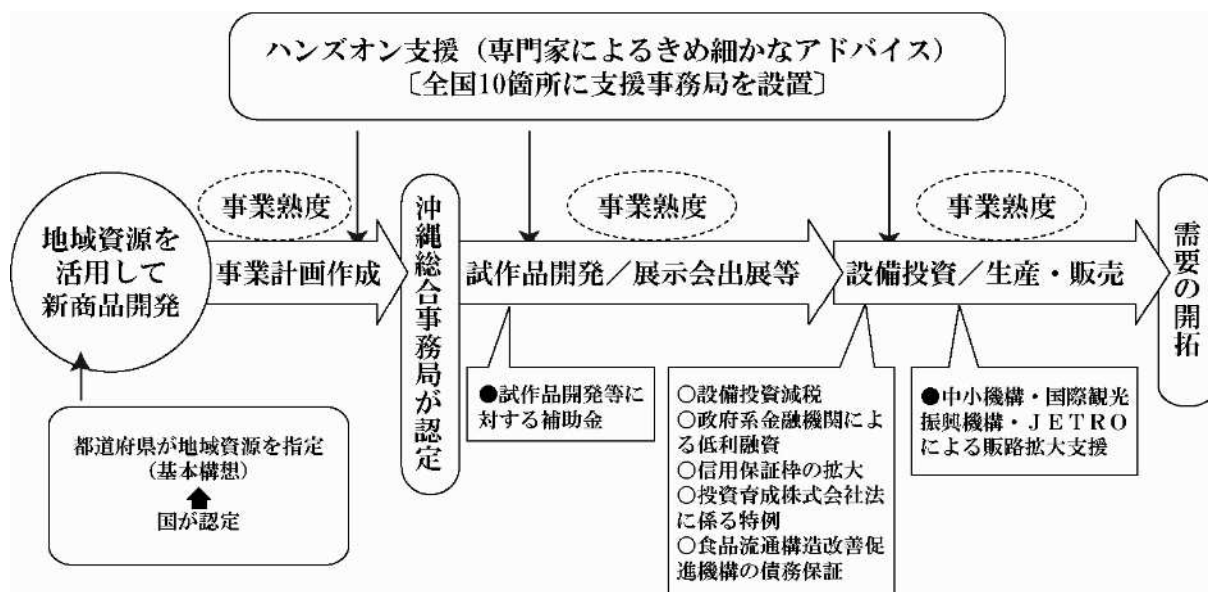 ハンズオン支援（専門家によるきめ細かなアドバイス）
〔全国10箇所に支援事務局を設置〕
地域資源を
活用して
新商品開発
事業熟度
事業計画作成
沖縄総合事務局が認定
事業熟度
試作品開発／展示会出展等
事業熟度
設備投資／生産・販売
需要の開拓
都道府県が地域資源を指定
(基本構想)
国が認定
●試作品開発等に
対する補助金
○設備投資減税
○政府系金融機関によ
る低利融資
○信用保証枠の拡大
○投資育成株式会社法
に係る特例
○食品流通構造改善促
進機構の債務保証
●中小機構・国際観光
振興機構・ＪＥＴＲＯ
による販路拡大支援